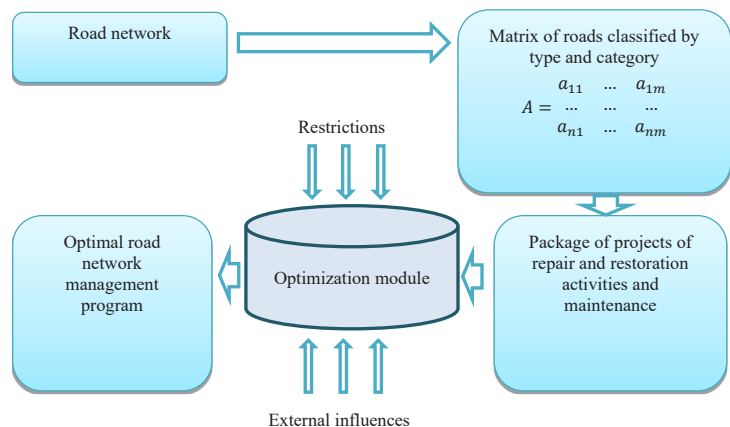 Road network
Matrix of roads classified by
type and category
a₁₁ … a₁ₘ
A = … … …
aₙ₁ … aₙₘ
Restrictions
Optimal road
network
management
program
Optimization module
Package of projects of
repair and restoration
activities and
maintenance
External influences